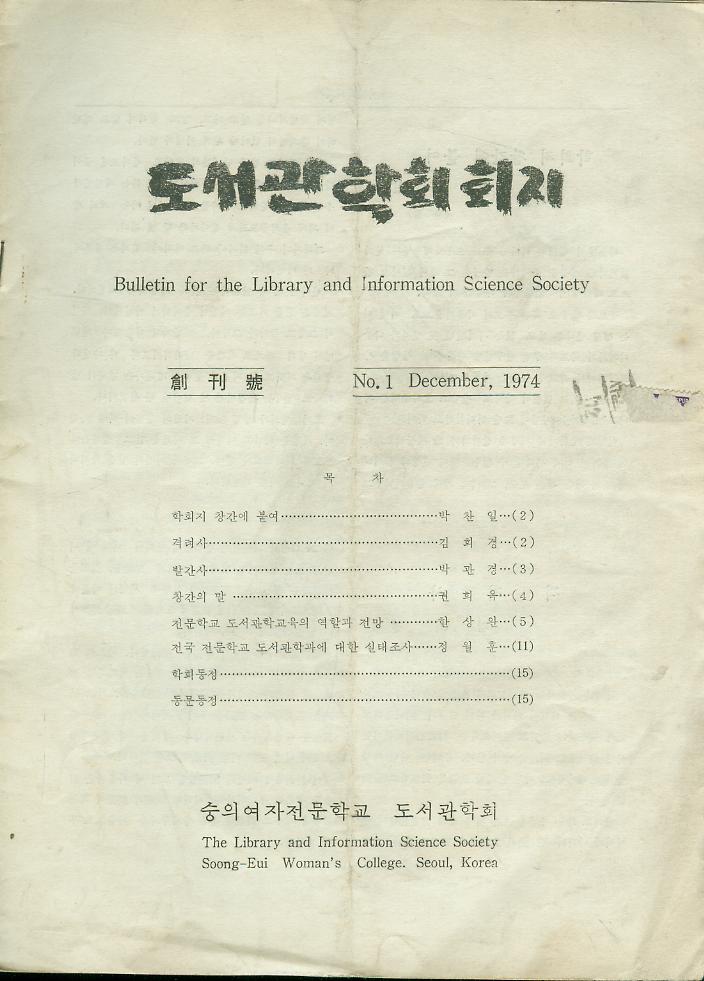 도서관학회회지
Bulletin for the Library and Information Science Society
創刊號 No. 1 December, 1974
목 차
학회지 창간에 붙여…………………………………박 찬 일…(2)
격려사…………………………………………………김 희 경…(2)
발간사…………………………………………………박 관 경…(3)
창간의 말 ……………………………………………권 희 욱…(4)
전문학교 도서관학교육의 역할과 전망 …………한 상 완…(5)
전국 전문학교 도서관학과에 대한 실태조사……정 월 훈…(11)
학회동정………………………………………………………………(15)
동문동정………………………………………………………………(15)
숭의여자전문학교 도서관학회
The Library and Information Science Society
Soong-Eui Woman's College. Seoul, Korea